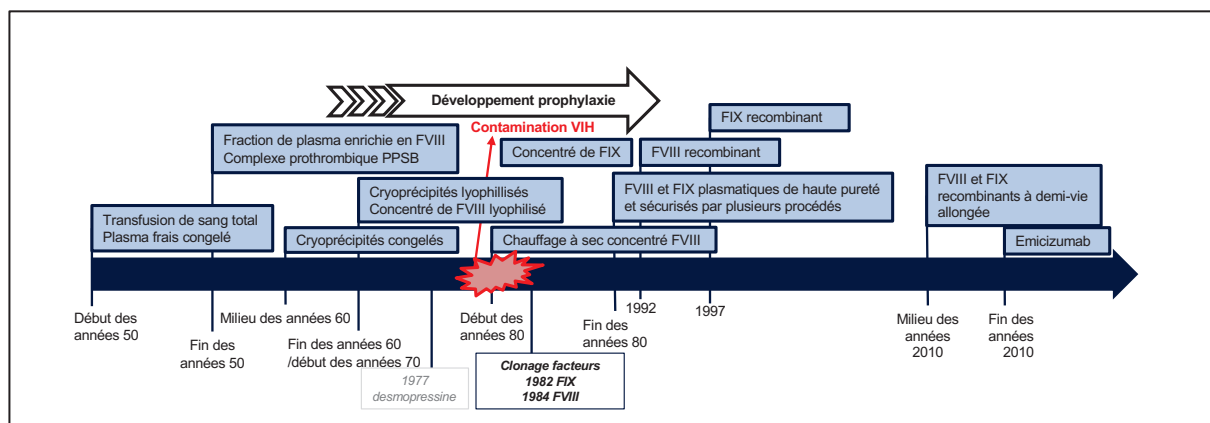 Développement prophylaxie
Contamination VIH
FIX recombinant
Fraction de plasma enrichie en FVIII
Complexe prothrombique PPSB
Concentré de FIX
FVIII recombinant
Cryoprécipités lyophillisés
Concentré de FVIII lyophilisé
FVIII et FIX plasmatiques de haute pureté
et sécurisés par plusieurs procédés
FVIII et FIX
recombinants à demi-vie
allongée
Transfusion de sang total
Plasma frais congelé
Cryoprécipités congelés
Chauffage à sec concentré FVIII
Emicizumab
Début des
années 50
Fin des
années 50
Milieu des années 60
Fin des années 60
/début des années 70
1977
desmopressine
Début des
années 80
Clonage facteurs
1982 FIX
1984 FVIII
Fin des
années 80
1992
1997
Milieu des
années
2010
Fin des
années
2010